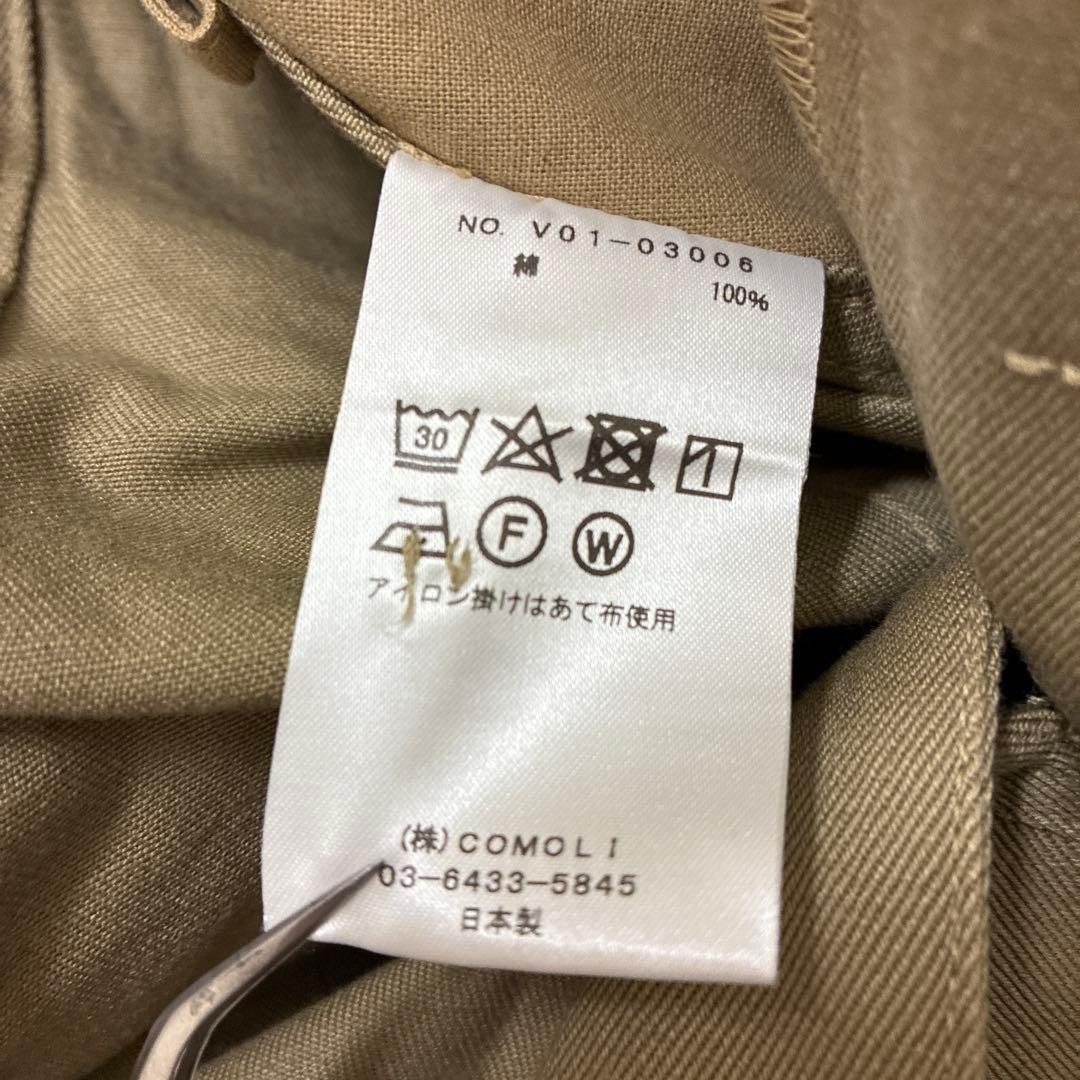 NO. V01-03006
綿 100%
30
F W
アイロン掛けはあて布使用
(株)COMOLI
03-6433-5845
日本製